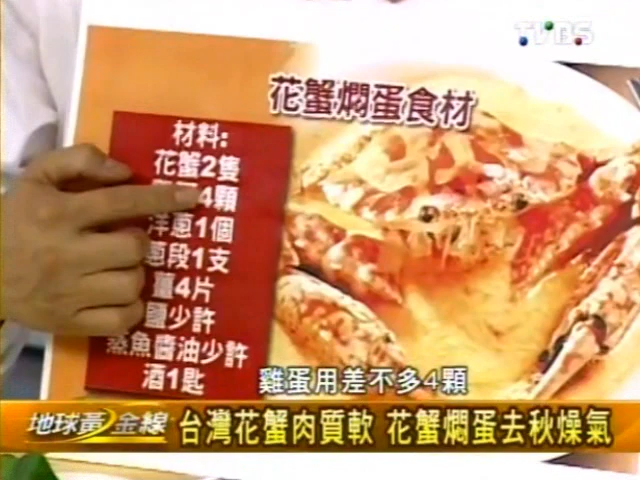 TVBS
花蟹燜蛋食材
材料:
花蟹2隻
蛋4顆
洋蔥1個
蔥段1支
薑4片
鹽少許
蒸魚醬油少許
酒1匙
雞蛋用差不多4顆
地球黃金線
台灣花蟹肉質軟 花蟹燜蛋去秋燥氣